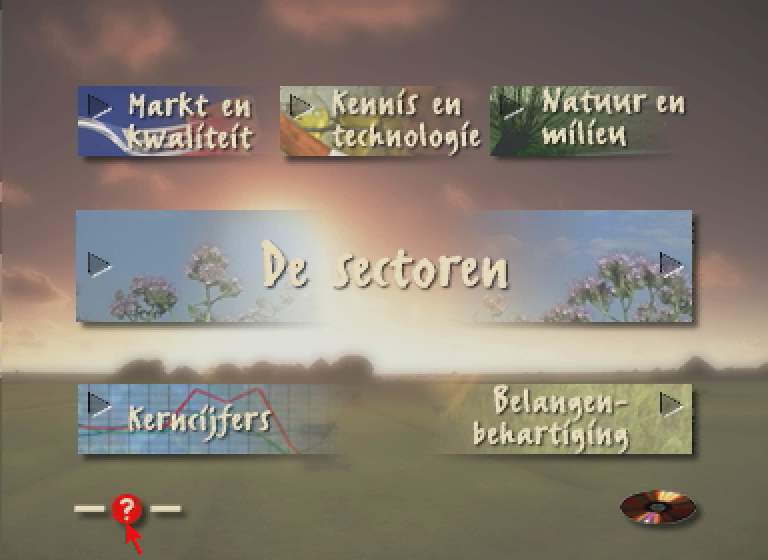 Markt en
kwaliteit
Kennis en
technologie
Natuur en
milieu
De sectoren
Kerncijfers
Belangen-
behartiging
?